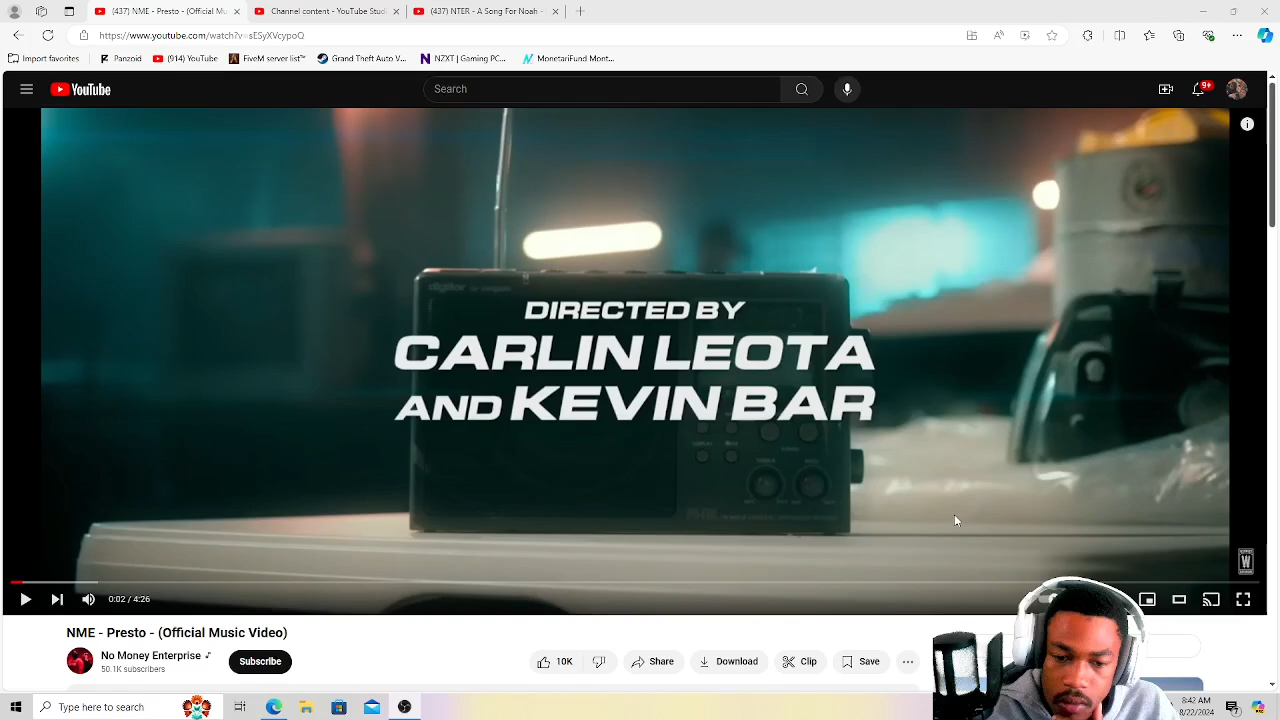 (437) NME - Presto - (Official Mu
Channel content - YouTube Studi
(437) NTER - A Song For Noah -
https://www.youtube.com/watch?v=sESyXVcypoQ
Import favorites
Panzoid
(914) YouTube
FiveM server list™
Grand Theft Auto V...
NZXT | Gaming PC...
MonetariFund Mont...
YouTube
Search
9+
DIRECTED BY
CARLIN LEOTA
AND KEVIN BAR
W
0:02 / 4:26
NME - Presto - (Official Music Video)
No Money Enterprise
50.1K subscribers
Subscribe
10K
Share
Download
Clip
Save
Type here to search
8:42 AM
8/22/2024